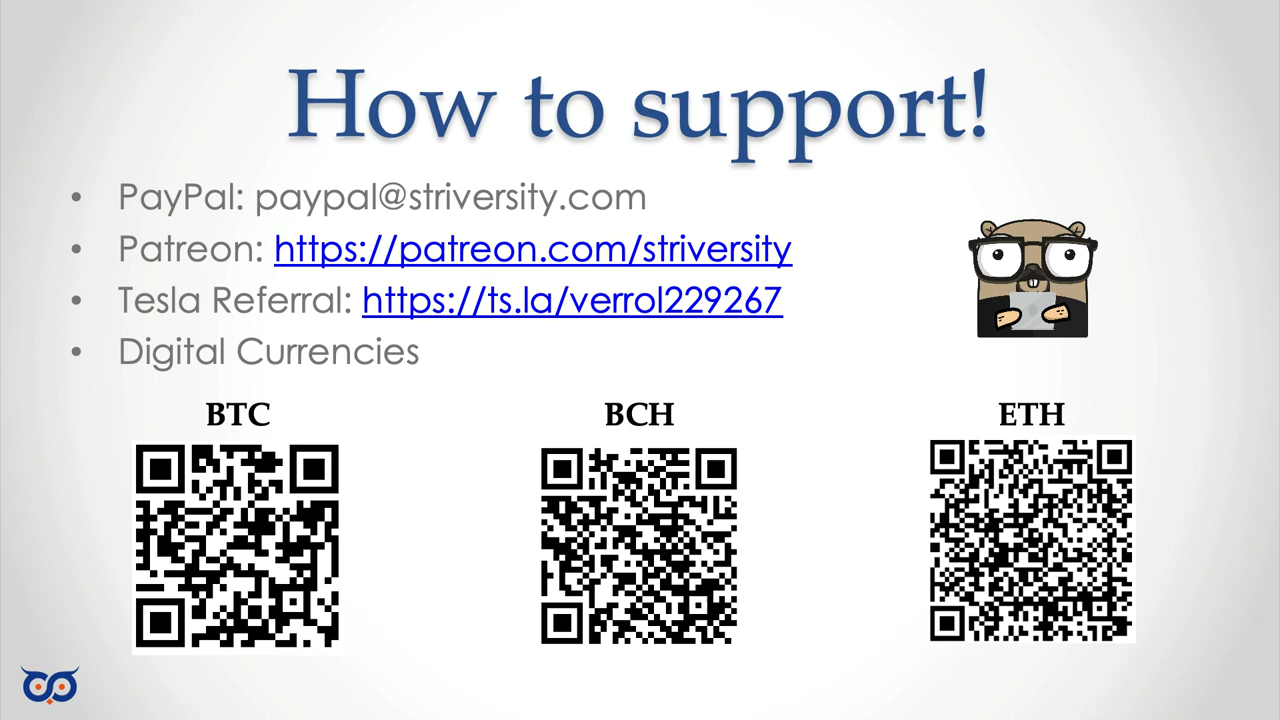 How to support!
• PayPal: paypal@striversity.com
• Patreon: https://patreon.com/striversity
• Tesla Referral: https://ts.la/verrol229267
• Digital Currencies
BTC
BCH
ETH